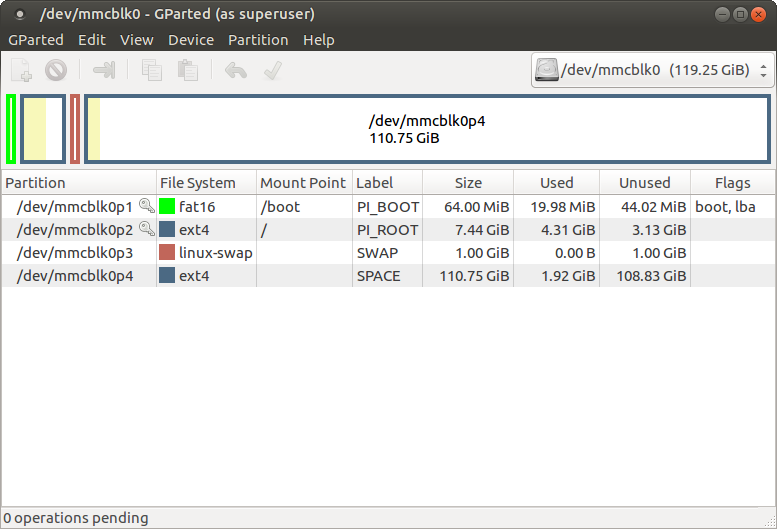 /dev/mmcblk0 - GParted (as superuser)
GParted Edit View Device Partition Help
/dev/mmcblk0 (119.25 GiB)
/dev/mmcblk0p4
110.75 GiB
Partition File System Mount Point Label Size Used Unused Flags
/dev/mmcblk0p1 fat16 /boot PI_BOOT 64.00 MiB 19.98 MiB 44.02 MiB boot, lba
/dev/mmcblk0p2 ext4 / PI_ROOT 7.44 GiB 4.31 GiB 3.13 GiB
/dev/mmcblk0p3 linux-swap SWAP 1.00 GiB 0.00 B 1.00 GiB
/dev/mmcblk0p4 ext4 SPACE 110.75 GiB 1.92 GiB 108.83 GiB
0 operations pending